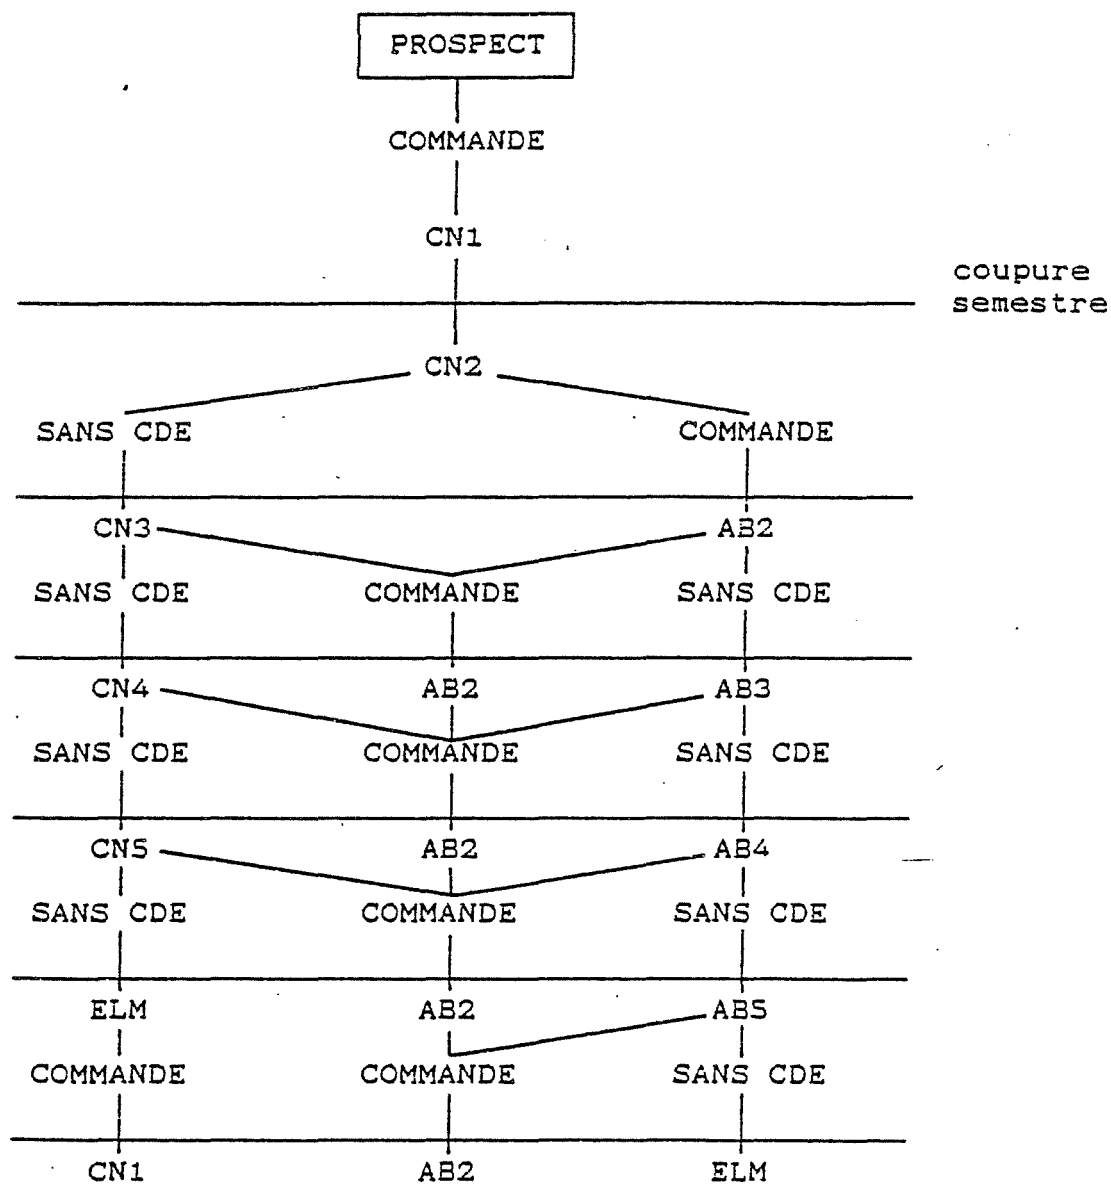 PROSPECT
COMMANDE
CN1
coupure
semestre
CN2
SANS CDE COMMANDE
CN3 AB2
SANS CDE COMMANDE SANS CDE
CN4 AB2 AB3
SANS CDE COMMANDE SANS CDE
CN5 AB2 AB4
SANS CDE COMMANDE SANS CDE
ELM AB2 AB5
COMMANDE COMMANDE SANS CDE
CN1 AB2 ELM